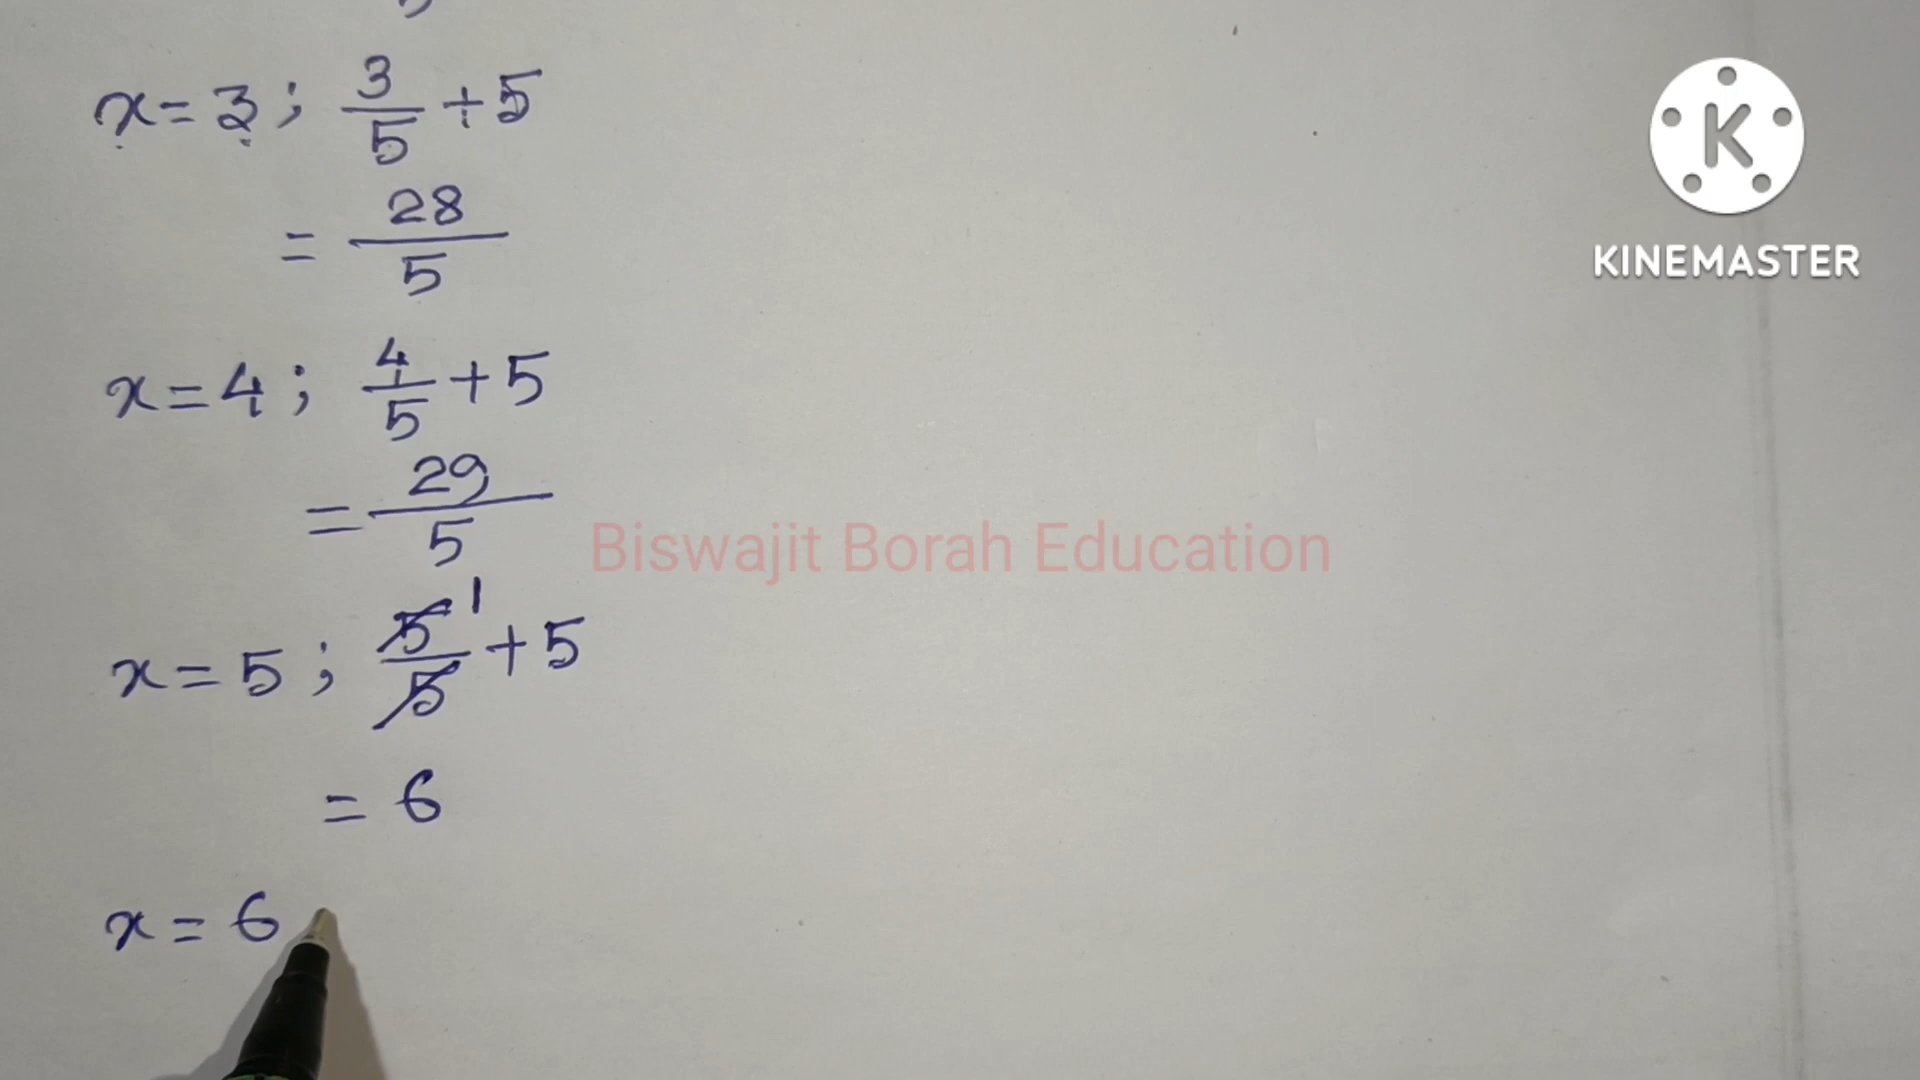 x = 3 ; 3/5 + 5
= 28/5
x = 4 ; 4/5 + 5
= 29/5
x = 5 ; 5/5 1 + 5
= 6
x = 6
K
KINEMASTER
Biswajit Borah Education